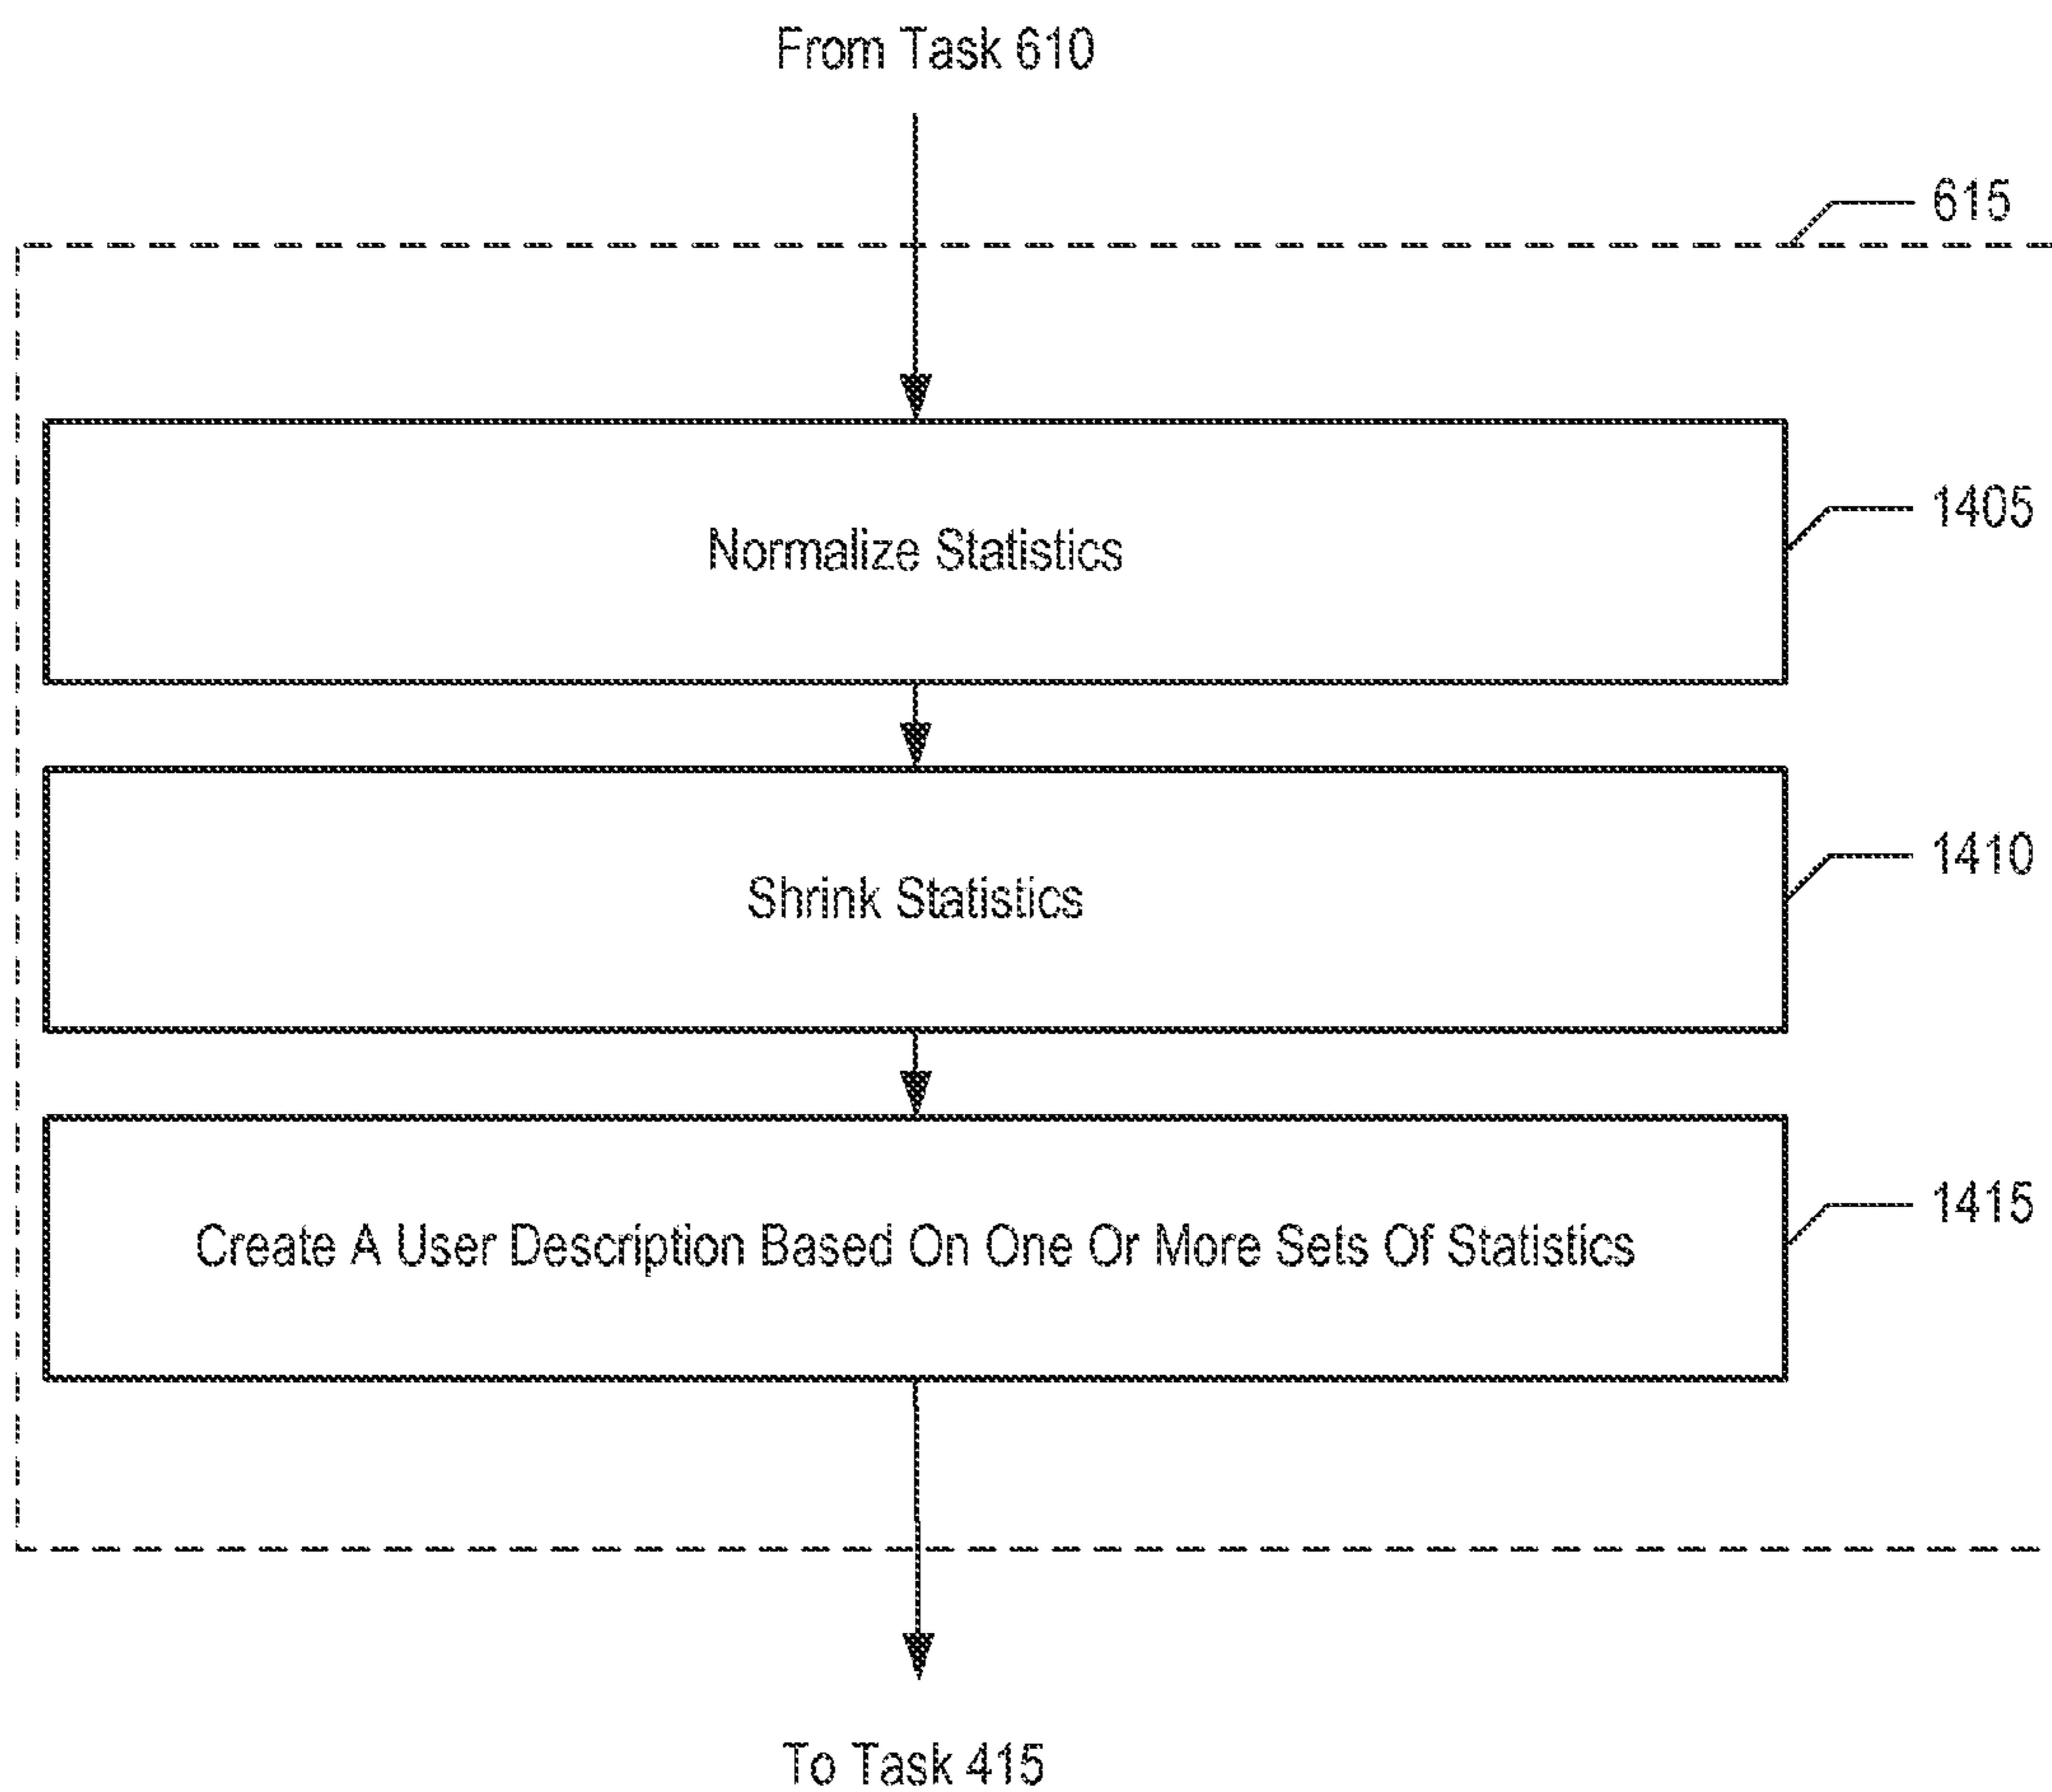 From Task 610
615
Normalize Statistics
1405
Shrink Statistics
1410
Create A User Description Based On One Or More Sets Of Statistics
1415
To Task 415